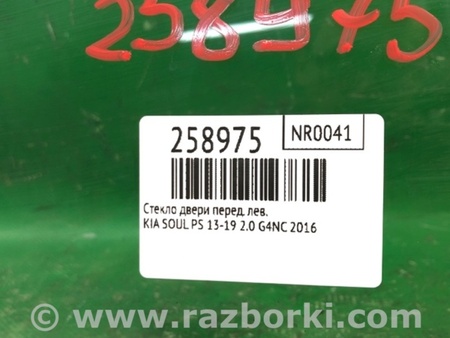 258975
258975 NR0041
Стекло двери перед. лев.
KIA SOUL PS 13-19 2.0 G4NC 2016
© www.razborki.com